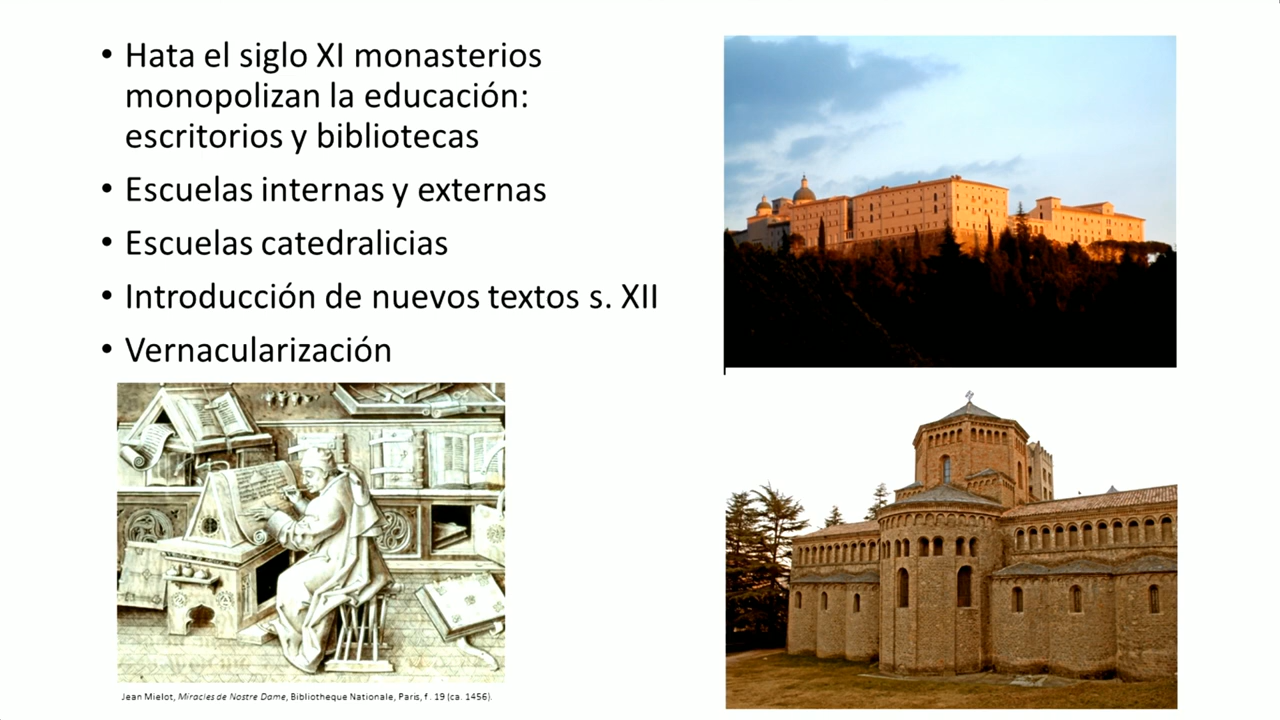 • Hata el siglo XI monasterios
monopolizan la educación:
escritorios y bibliotecas
• Escuelas internas y externas
• Escuelas catedralicias
• Introducción de nuevos textos s. XII
• Vernacularización
Jean Mielot, Miracles de Nostre Dame, Bibliotheque Nationale, Paris, f. 19 (ca. 1456).